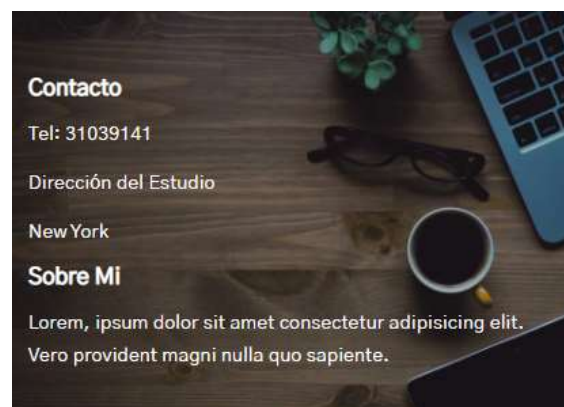 Contacto
Tel: 31039141
Dirección del Estudio
New York
Sobre Mi
Lorem, ipsum dolor sit amet consectetur adipisicing elit.
Vero provident magni nulla quo sapiente.